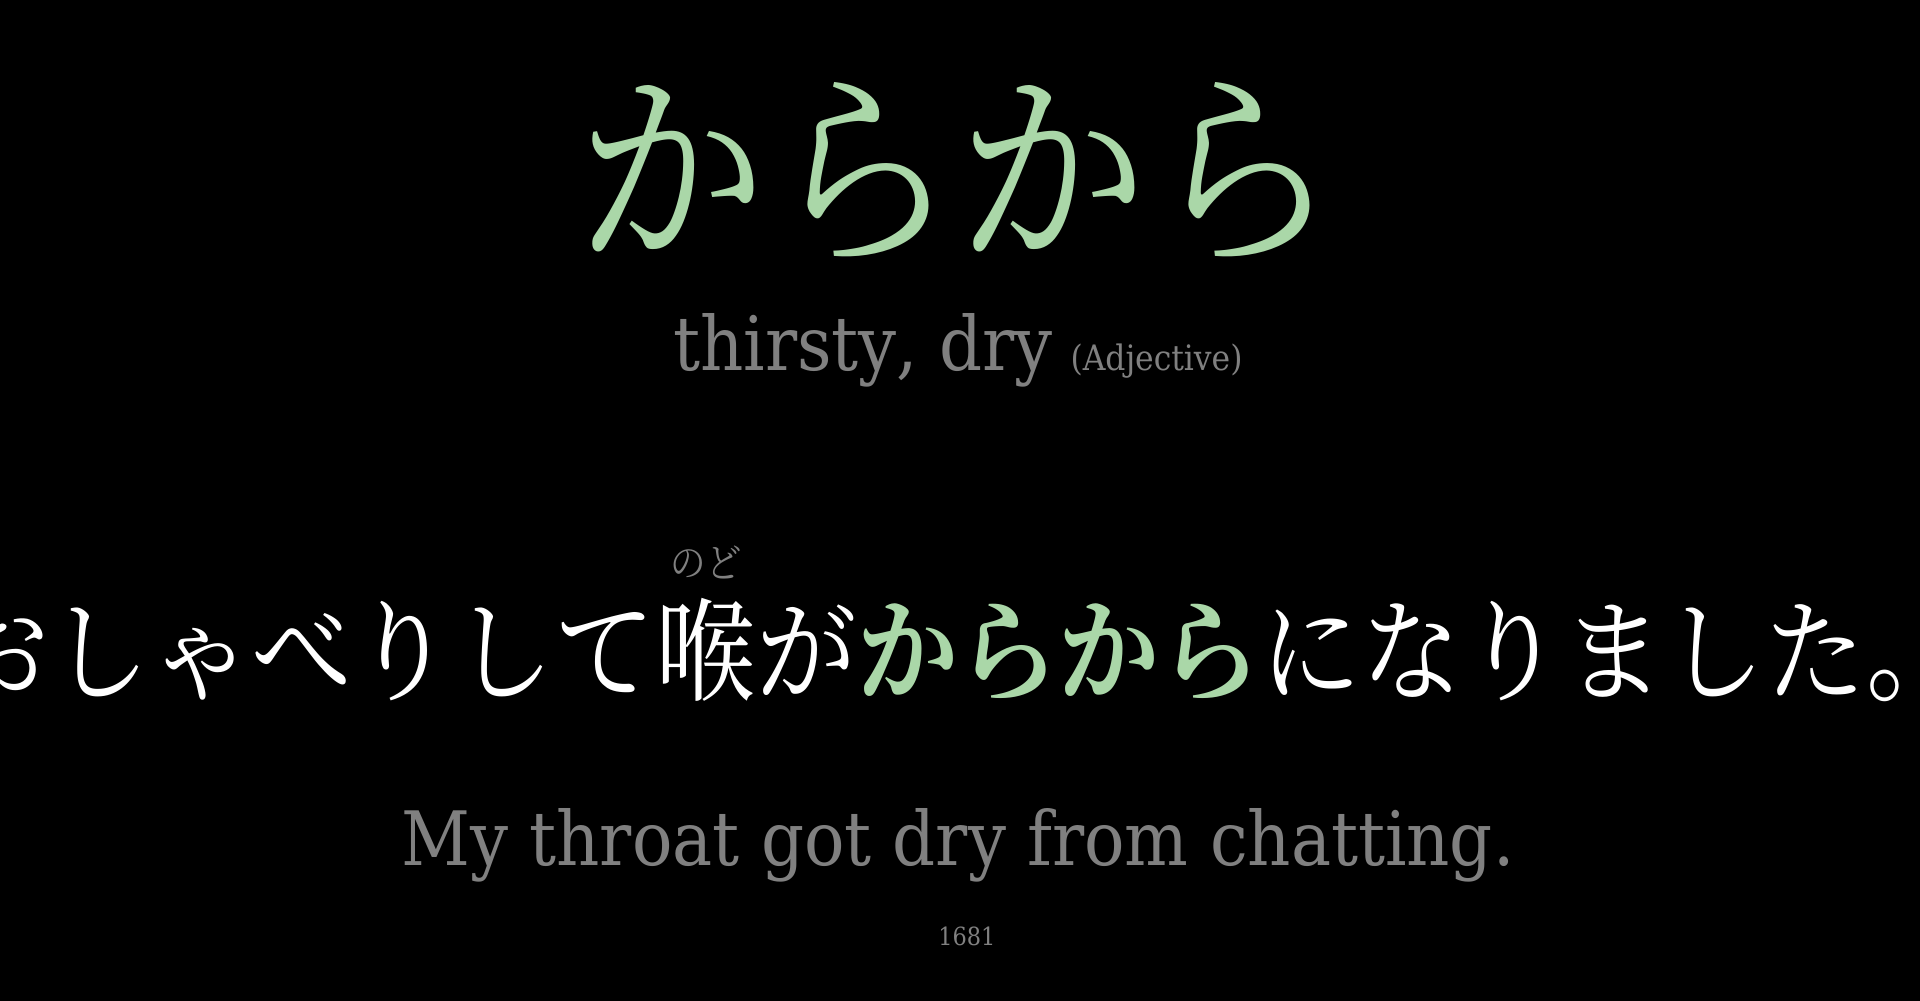 からから
thirsty, dry (Adjective)
のど
おしゃべりして喉がからからになりました。
My throat got dry from chatting.
1681